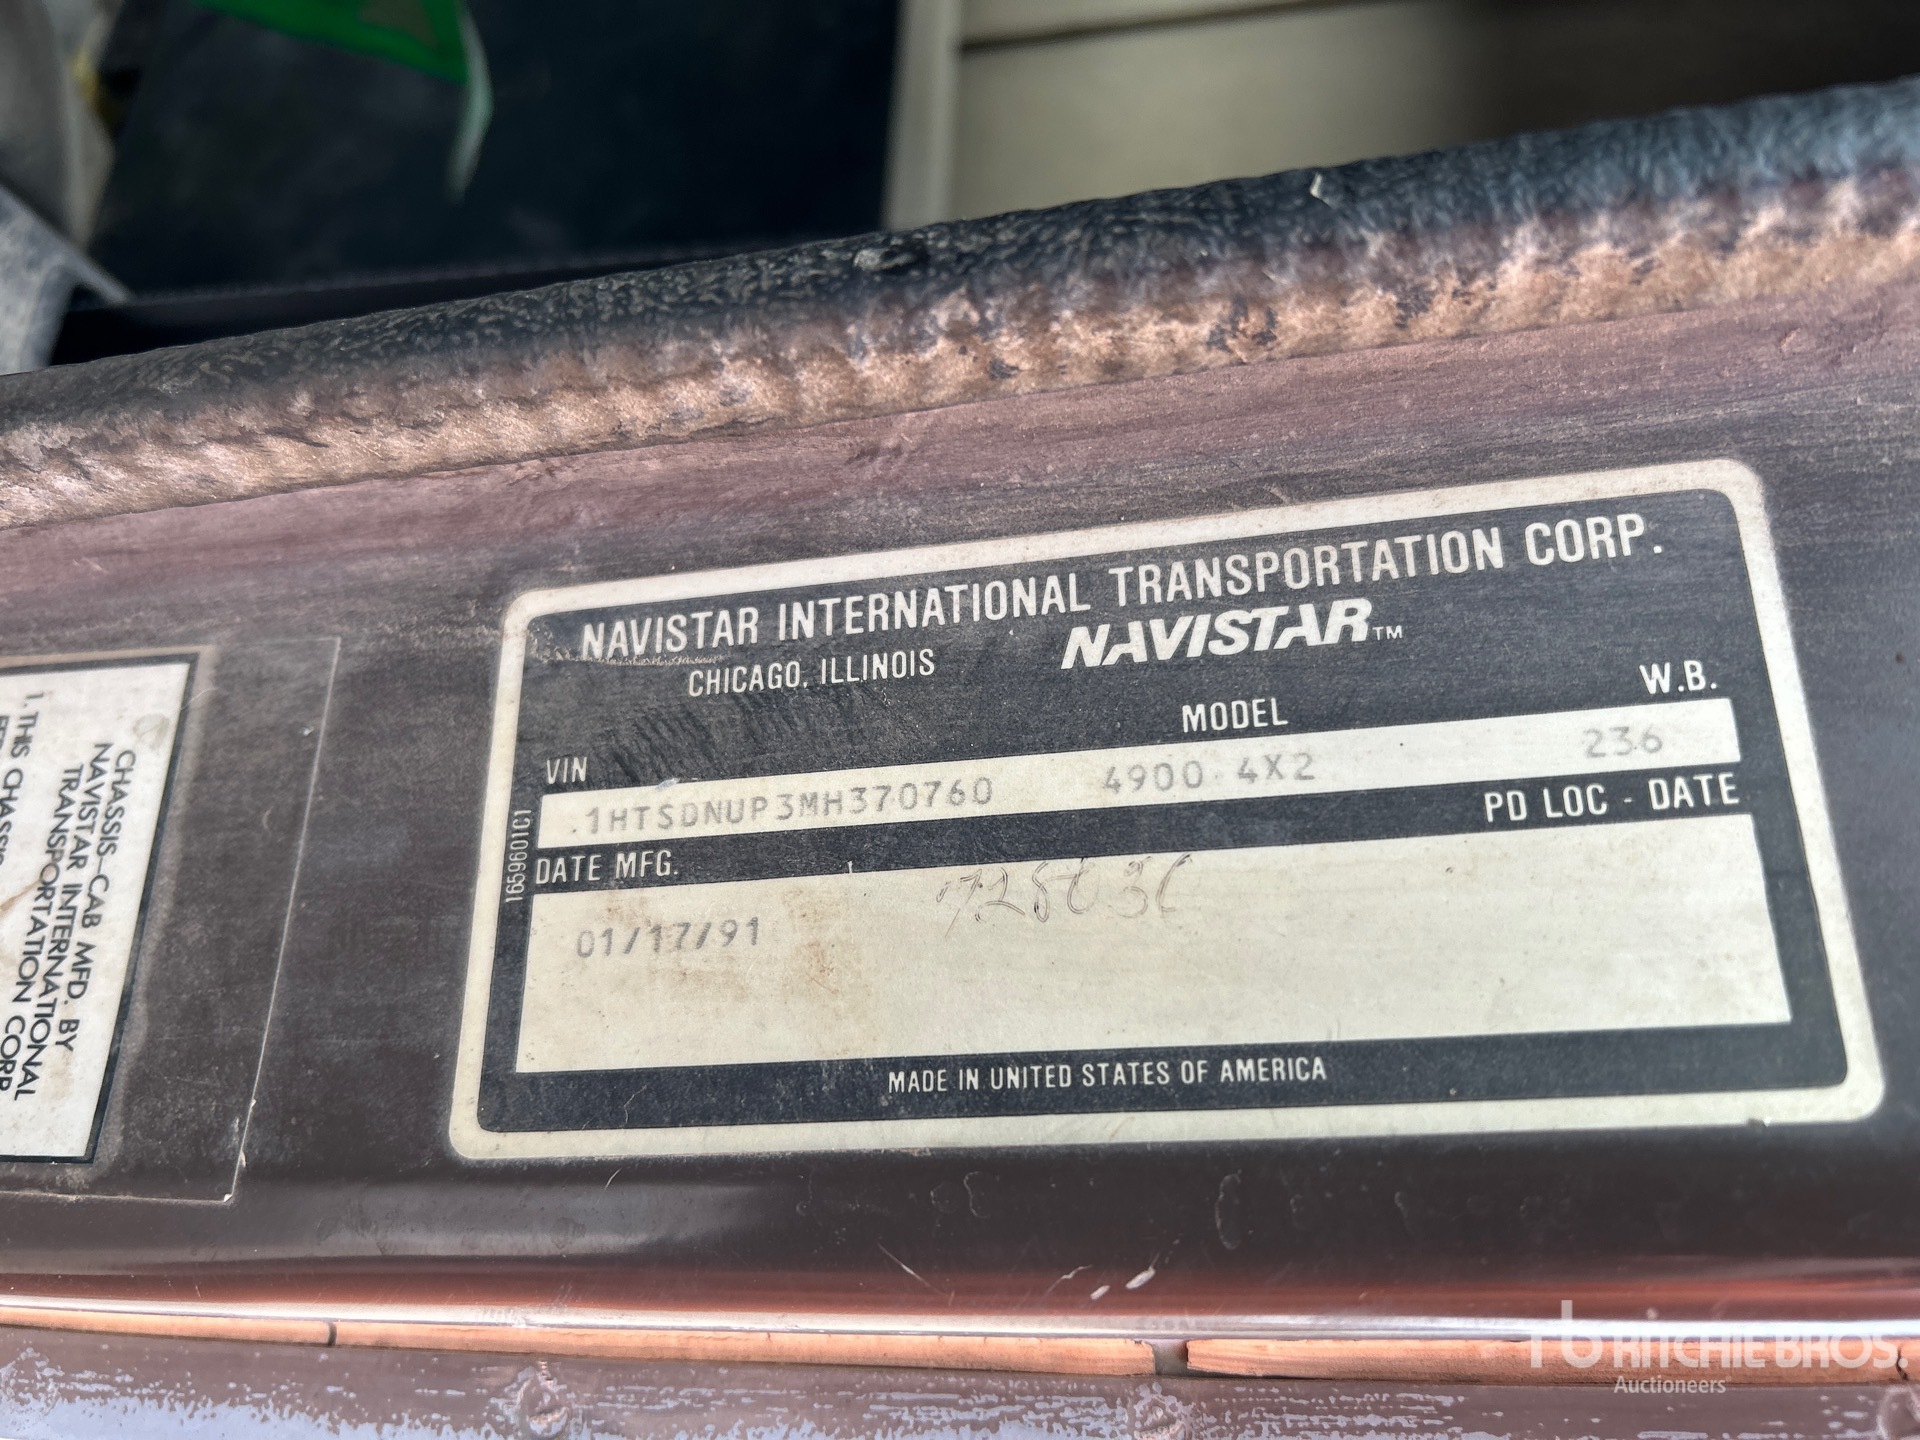 NAVISTAR INTERNATIONAL TRANSPORTATION CORP.
CHICAGO, ILLINOIS
NAVISTAR™
VIN MODEL W.B.
.1HTSDNUP3MH370760 4900 4X2 236
DATE MFG. PD LOC - DATE
01/17/91
MADE IN UNITED STATES OF AMERICA
1659601C1
CHASSIS-CAB MFD. BY
NAVISTAR INTERNATIONAL
TRANSPORTATION CORP
1. THIS CHASSIS
RITCHIE BROS.
Auctioneers